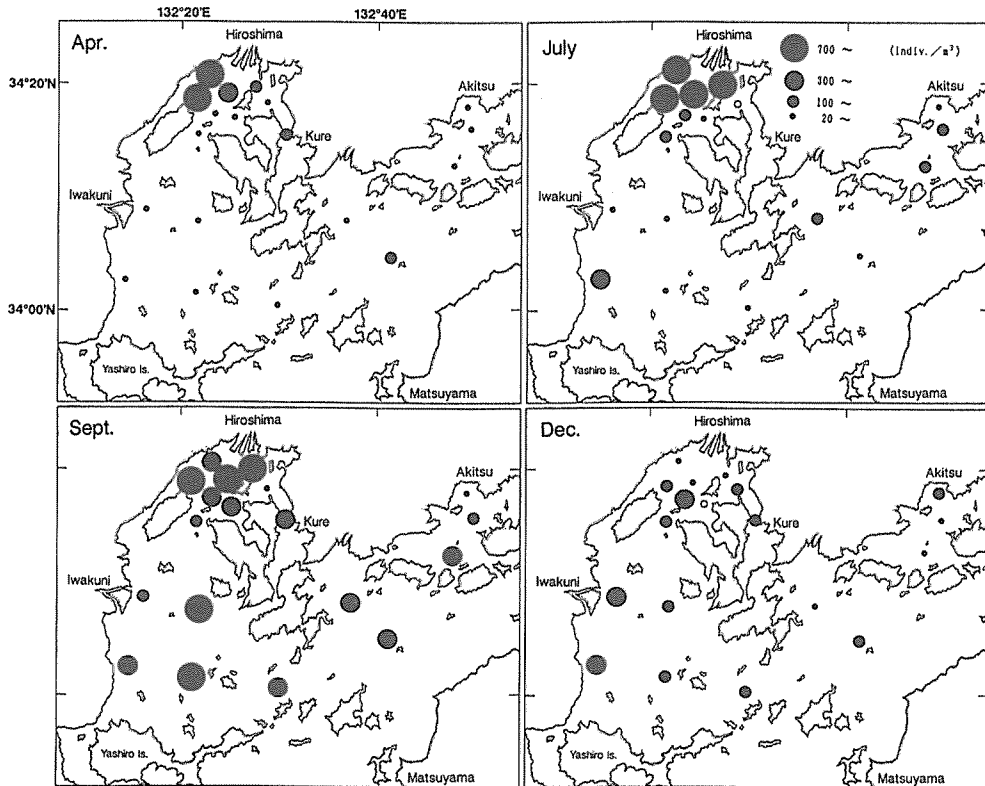 132°20'E 132°40'E
Apr.
Hiroshima
34°20'N
Akitsu
Kure
Iwakuni
34°00'N
Yashiro Is.
Matsuyama
July
Hiroshima
700 ~ (Indiv./m³)
300 ~
100 ~
20 ~
Akitsu
Kure
Iwakuni
Yashiro Is.
Matsuyama
Sept.
Hiroshima
Akitsu
Kure
Iwakuni
Yashiro Is.
Matsuyama
Dec.
Hiroshima
Akitsu
Kure
Iwakuni
Yashiro Is.
Matsuyama